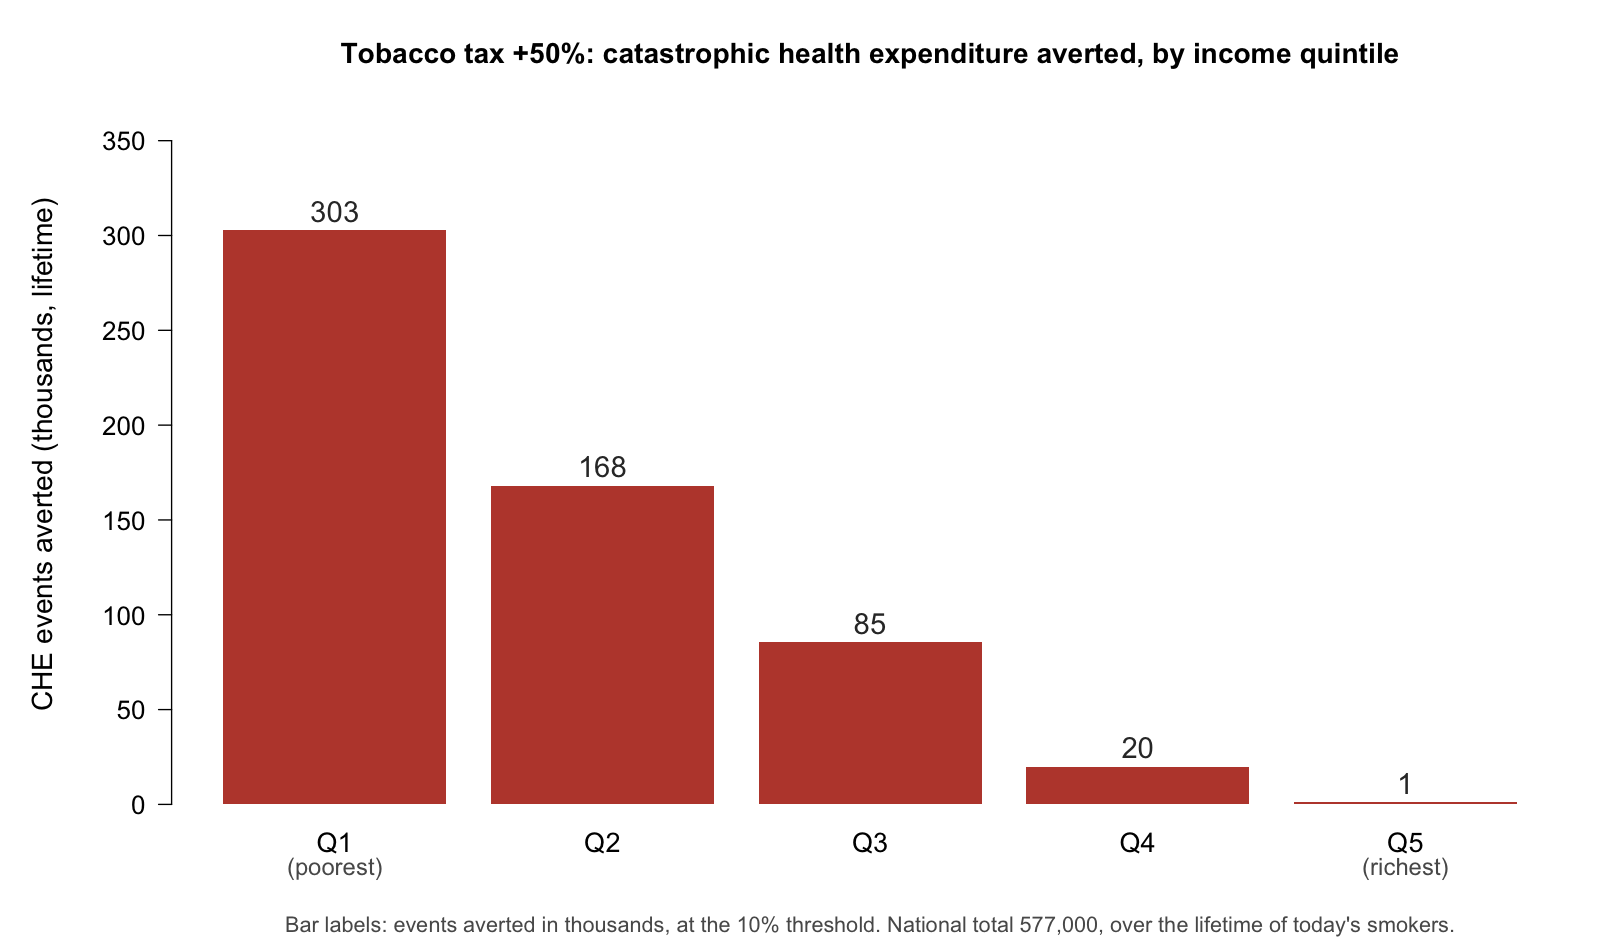 Tobacco tax +50%: catastrophic health expenditure averted, by income quintile
CHE events averted (thousands, lifetime)
350
300
250
200
150
100
50
0
303
168
85
20
1
Q1
(poorest)
Q2
Q3
Q4
Q5
(richest)
Bar labels: events averted in thousands, at the 10% threshold. National total 577,000, over the lifetime of today's smokers.